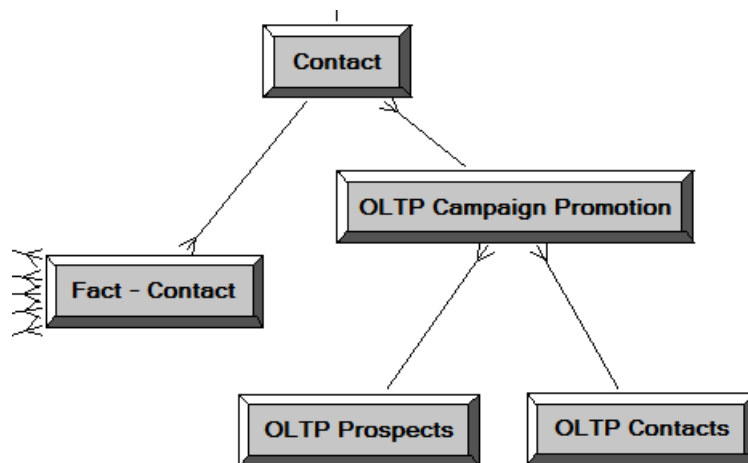 Contact
OLTP Campaign Promotion
Fact - Contact
OLTP Prospects
OLTP Contacts